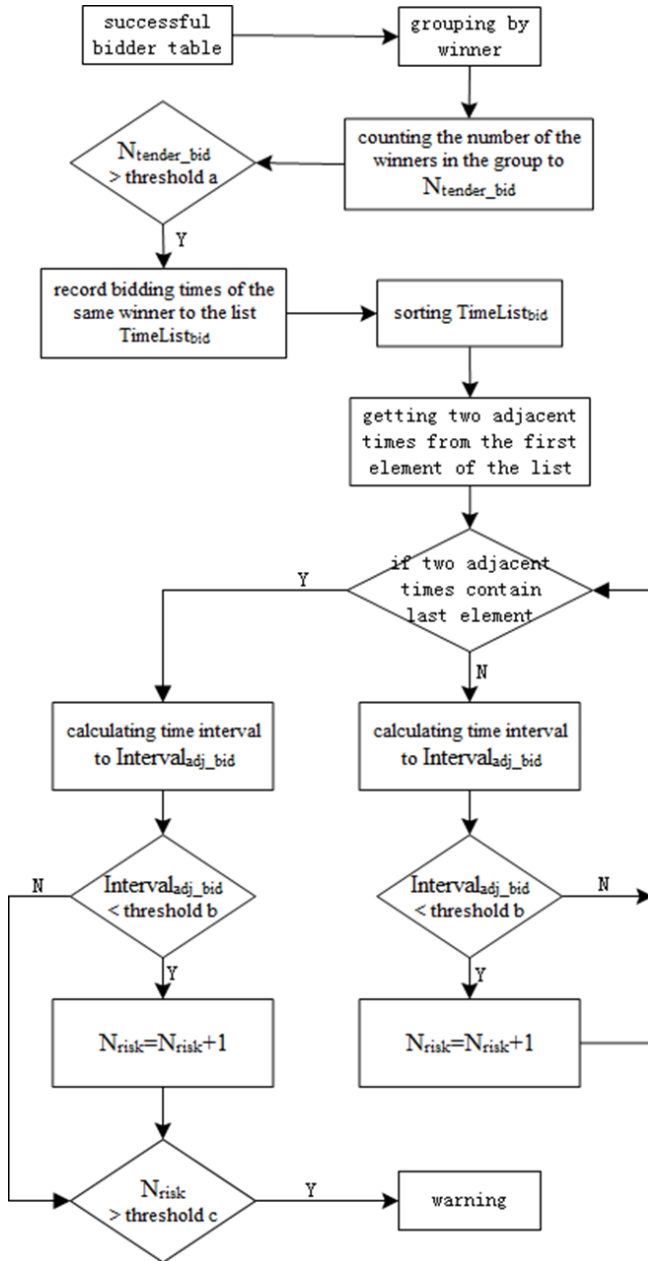 successful
bidder table
grouping by
winner
counting the number of the
winners in the group to
Ntender_bid
Ntender_bid
> threshold a
Y
record bidding times of the
same winner to the list
TimeListbid
sorting TimeListbid
getting two adjacent
times from the first
element of the list
if two adjacent
times contain
last element
Y
N
calculating time interval
to Intervaladj_bid
calculating time interval
to Intervaladj_bid
N
Intervaladj_bid
< threshold b
Intervaladj_bid
< threshold b
N
Y
Y
Nrisk=Nrisk+1
Nrisk=Nrisk+1
Nrisk
> threshold c
Y
warning